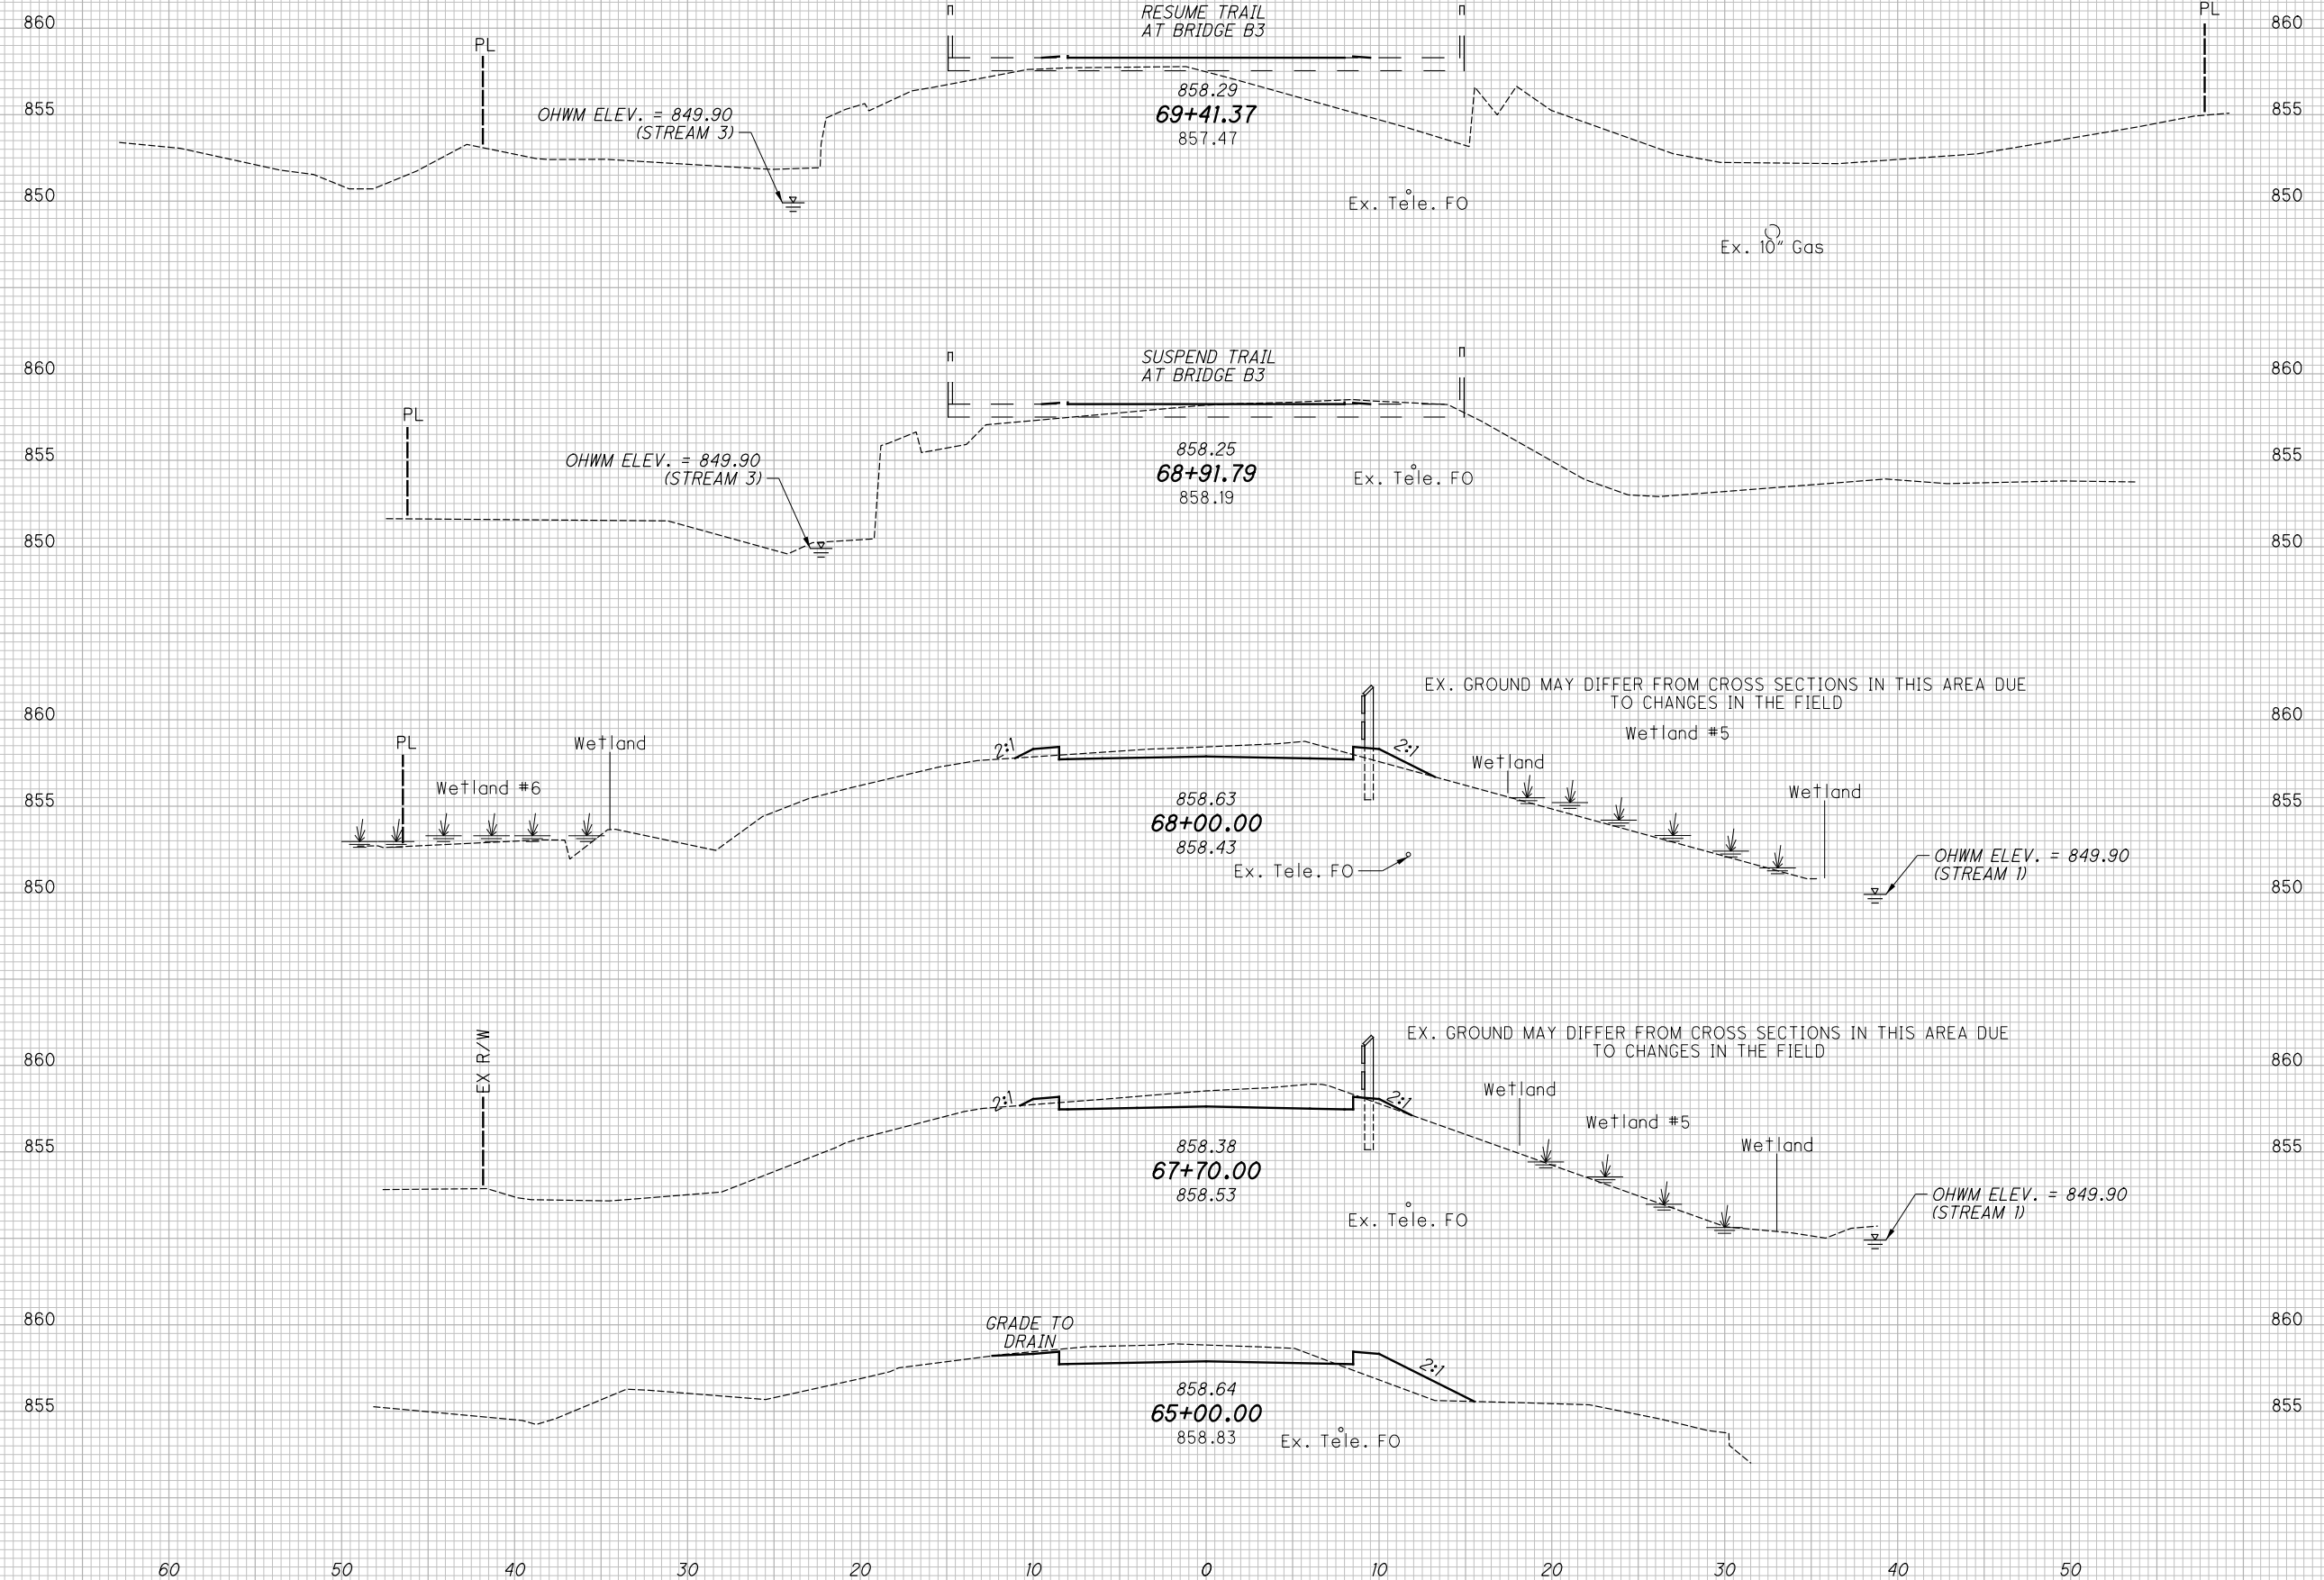 PL
860
RESUME TRAIL
AT BRIDGE B3
860
PL
855
OHWM ELEV. = 849.90
(STREAM 3)
858.29
69+41.37
857.47
855
850
Ex. Tele. FO
850
Ex. 10" Gas
860
SUSPEND TRAIL
AT BRIDGE B3
860
PL
855
OHWM ELEV. = 849.90
(STREAM 3)
858.25
68+91.79
858.19
Ex. Tele. FO
855
850
850
EX. GROUND MAY DIFFER FROM CROSS SECTIONS IN THIS AREA DUE
TO CHANGES IN THE FIELD
860
860
Wetland #5
PL
Wetland
2:1
2:1
Wetland
Wetland #6
Wetland
855
858.63
68+00.00
858.43
855
Ex. Tele. FO
OHWM ELEV. = 849.90
(STREAM 1)
850
850
EX R/W
EX. GROUND MAY DIFFER FROM CROSS SECTIONS IN THIS AREA DUE
TO CHANGES IN THE FIELD
860
860
2:1
2:1
Wetland
Wetland #5
Wetland
855
858.38
67+70.00
858.53
855
Ex. Tele. FO
OHWM ELEV. = 849.90
(STREAM 1)
860
GRADE TO
DRAIN
860
2:1
855
858.64
65+00.00
858.83
Ex. Tele. FO
855
60 50 40 30 20 10 0 10 20 30 40 50